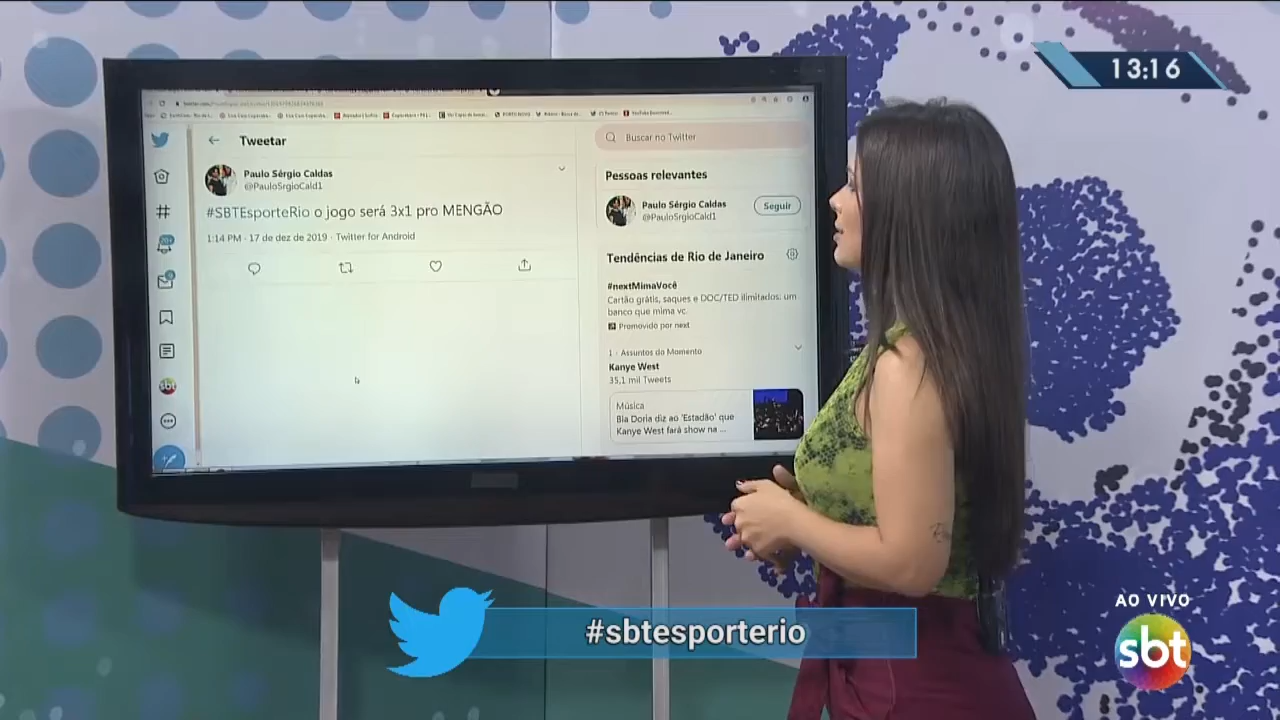 13:16
Tweetar
Buscar no Twitter
Paulo Sérgio Caldas
@PauloSrgioCald1
#SBTEsporteRio o jogo será 3x1 pro MENGÃO
1:14 PM · 17 de dez de 2019 · Twitter for Android
Pessoas relevantes
Paulo Sérgio Caldas
@PauloSrgioCald1
Seguir
Tendências de Rio de Janeiro
#nextMimaVocê
Cartão grátis, saques e DOC/TED ilimitados: um
banco que mima vc.
Promovido por next
1 · Assuntos do Momento
Kanye West
35,1 mil Tweets
Música
Bia Doria diz ao 'Estadão' que
Kanye West fará show na ...
sbt
#sbtesporterio
AO VIVO
sbt